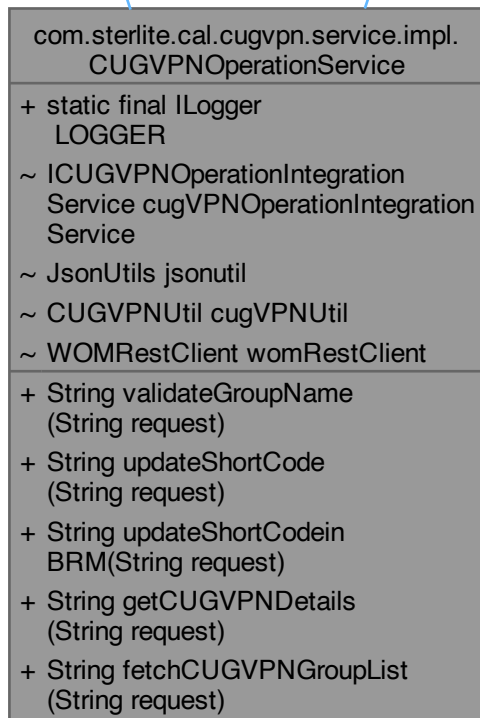 com.sterlite.cal.cugvpn.service.impl.
CUGVPNOperationService
+ static final ILogger
LOGGER
~ ICUGVPNOperationIntegration
Service cugVPNOperationIntegration
Service
~ JsonUtils jsonutil
~ CUGVPNUtil cugVPNUtil
~ WOMRestClient womRestClient
+ String validateGroupName
(String request)
+ String updateShortCode
(String request)
+ String updateShortCodein
BRM(String request)
+ String getCUGVPNDetails
(String request)
+ String fetchCUGVPNGroupList
(String request)